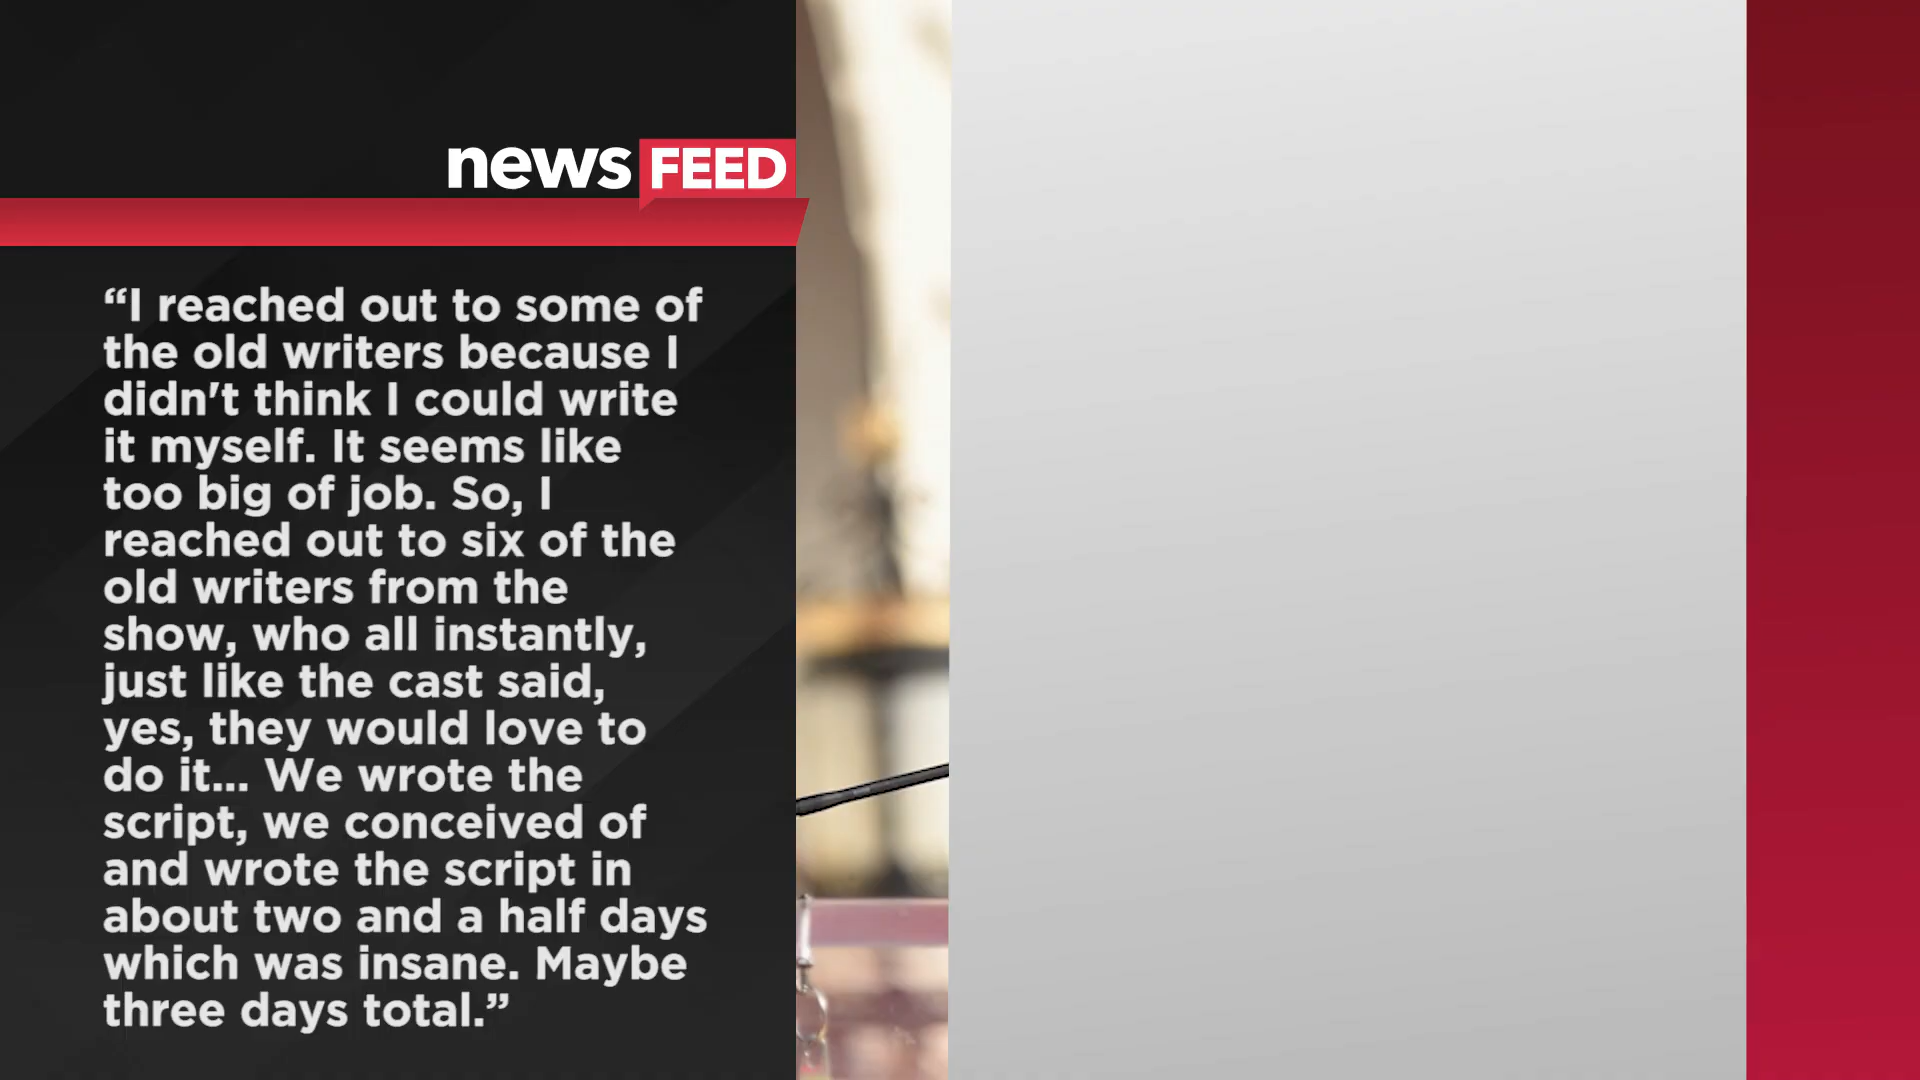 news FEED
“I reached out to some of
the old writers because I
didn't think I could write
it myself. It seems like
too big of job. So, I
reached out to six of the
old writers from the
show, who all instantly,
just like the cast said,
yes, they would love to
do it... We wrote the
script, we conceived of
and wrote the script in
about two and a half days
which was insane. Maybe
three days total.”